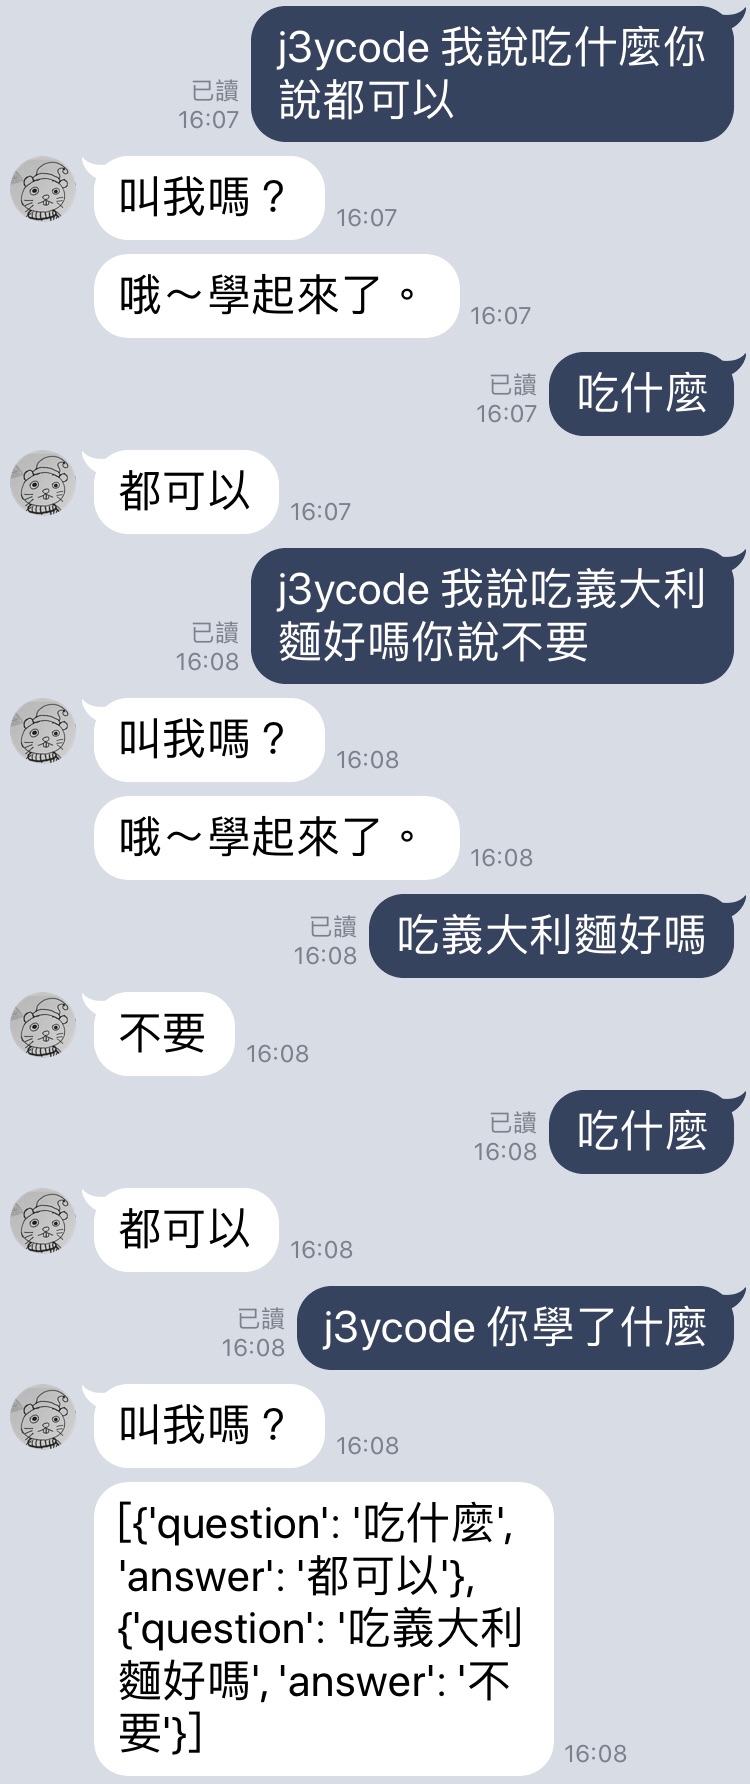 j3ycode 我說吃什麼你
說都可以
已讀
16:07
叫我嗎？
16:07
哦～學起來了。
16:07
吃什麼
已讀
16:07
都可以
16:07
j3ycode 我說吃義大利
麵好嗎你說不要
已讀
16:08
叫我嗎？
16:08
哦～學起來了。
16:08
吃義大利麵好嗎
已讀
16:08
不要
16:08
吃什麼
已讀
16:08
都可以
16:08
j3ycode 你學了什麼
已讀
16:08
叫我嗎？
16:08
[{'question': '吃什麼',
'answer': '都可以'},
{'question': '吃義大利
麵好嗎', 'answer': '不
要'}]
16:08